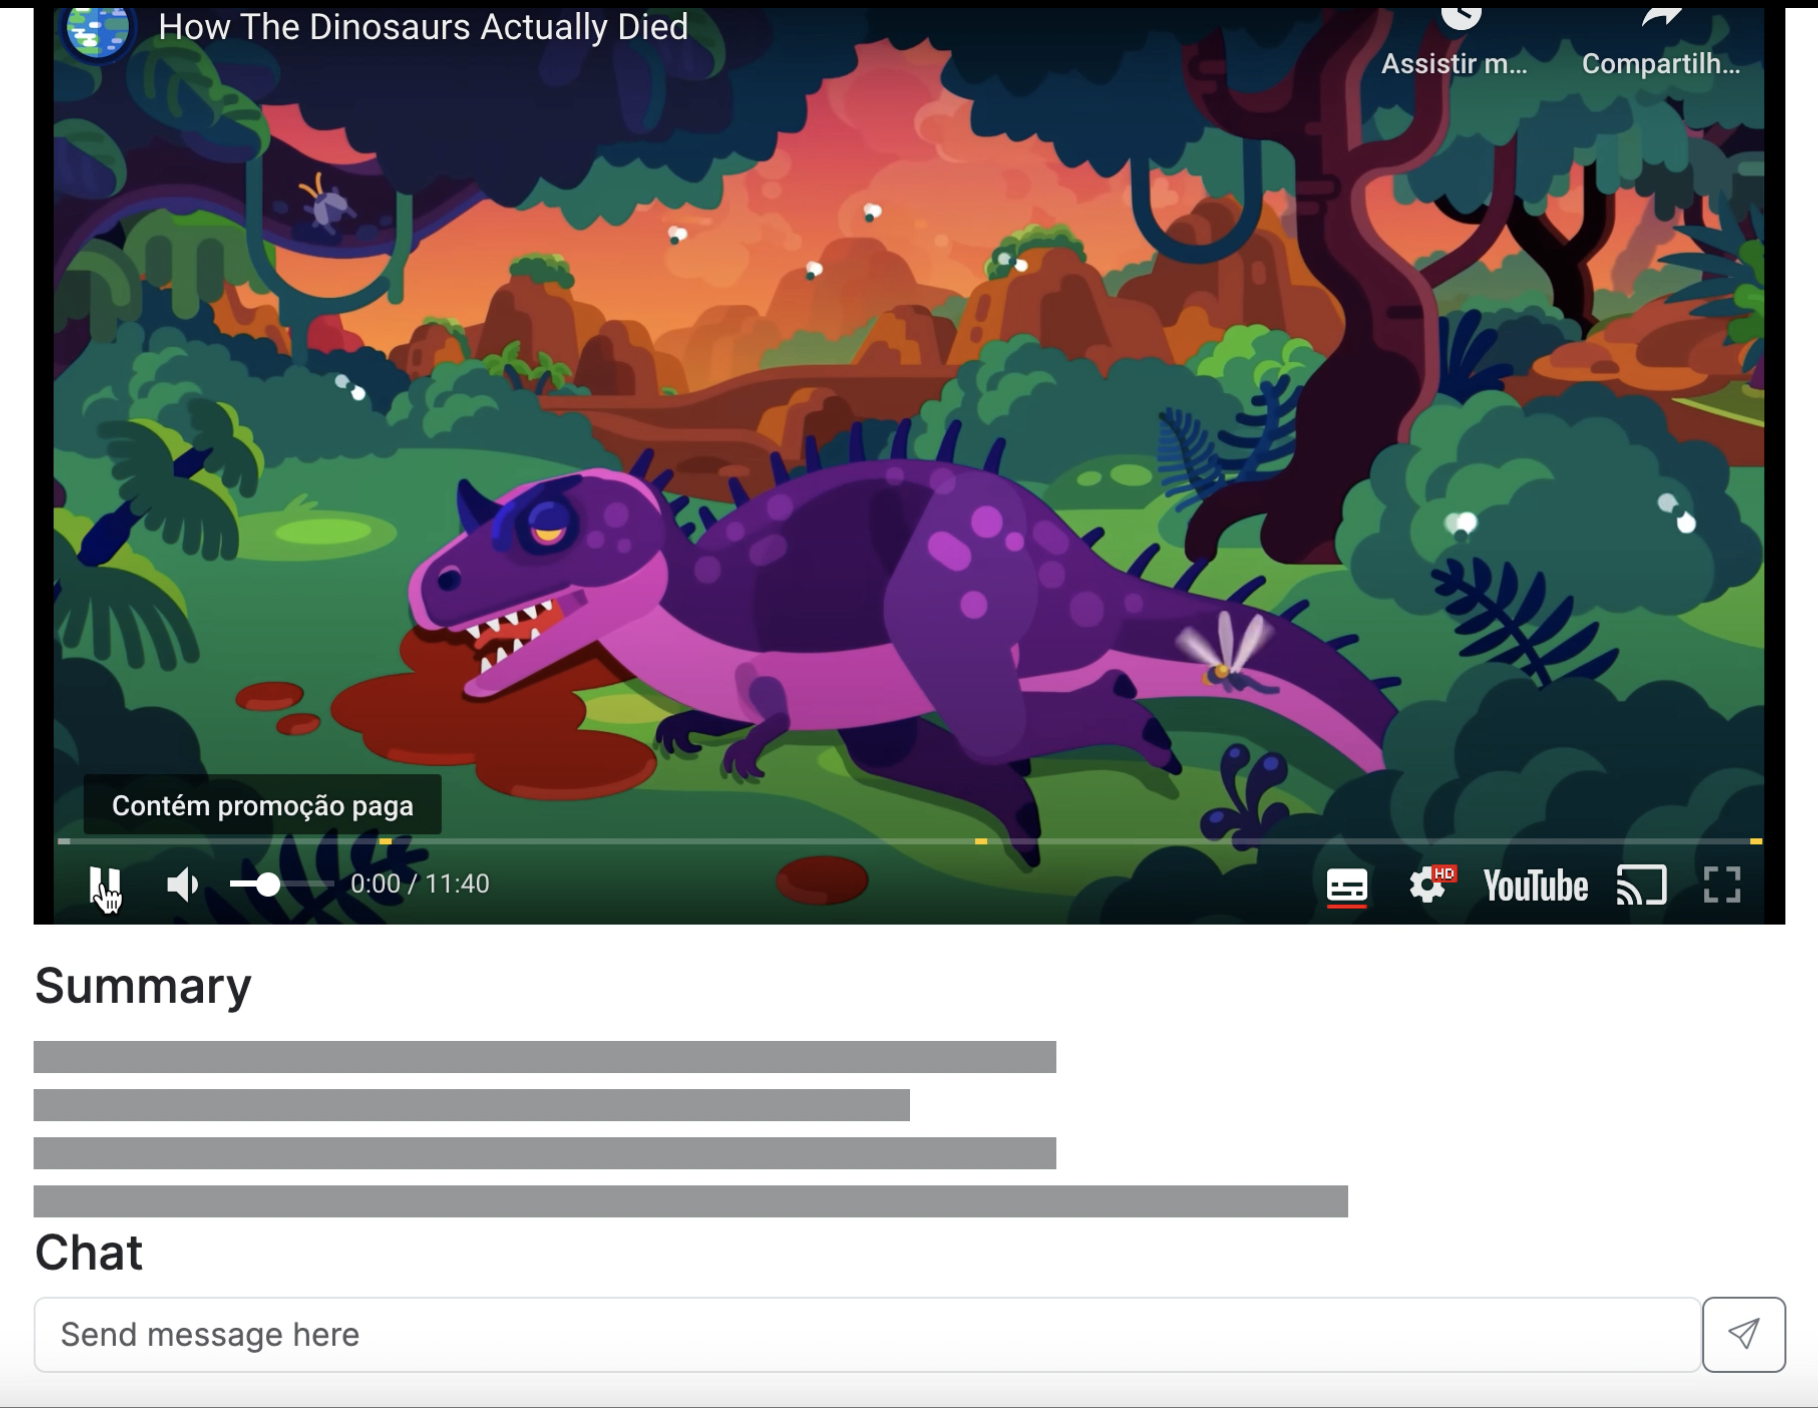 How The Dinosaurs Actually Died
Assistir m...
Compartilh...
Contém promoção paga
0:00 / 11:40
HD
YouTube
Summary
Chat
Send message here